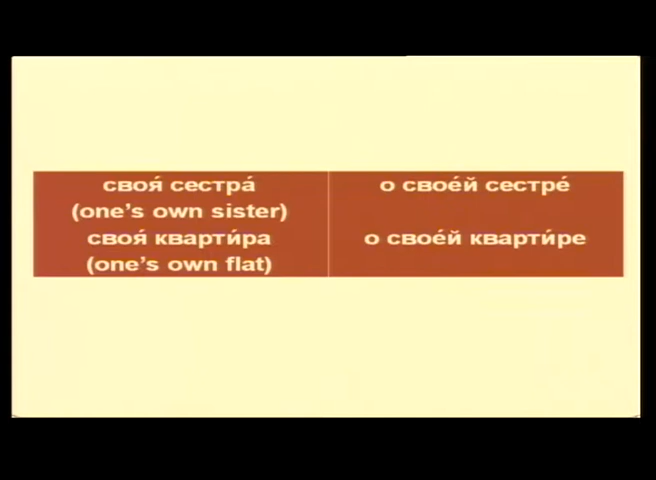 своя́ сестра́
(one's own sister)
своя́ кварти́ра
(one's own flat)
о свое́й сестре́
о свое́й кварти́ре